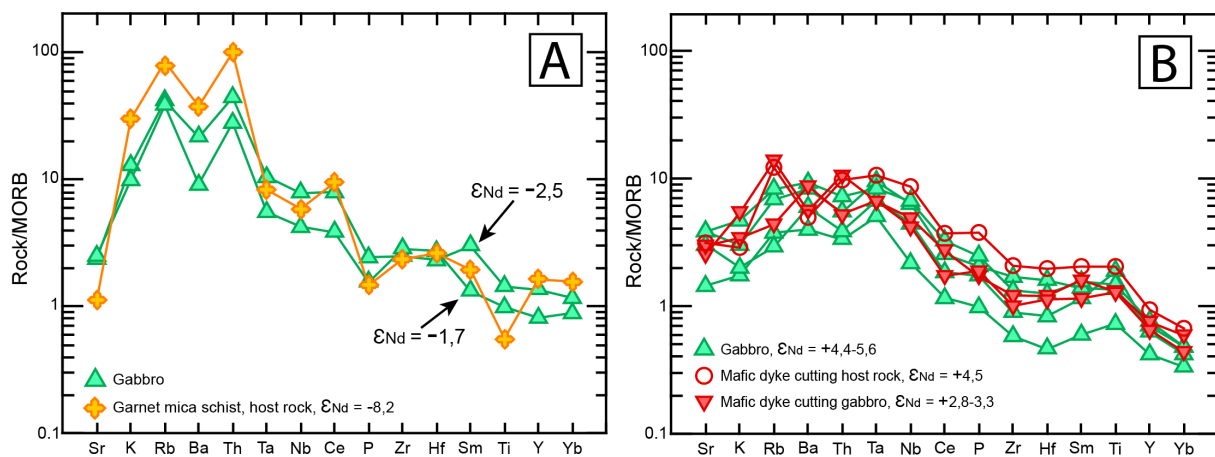 A
Rock/MORB
100
10
1
0.1
εNd = −2,5
εNd = −1,7
Gabbro
Garnet mica schist, host rock, εNd = −8,2
Sr K Rb Ba Th Ta Nb Ce P Zr Hf Sm Ti Y Yb
B
Rock/MORB
100
10
1
0.1
Gabbro, εNd = +4,4-5,6
Mafic dyke cutting host rock, εNd = +4,5
Mafic dyke cutting gabbro, εNd = +2,8-3,3
Sr K Rb Ba Th Ta Nb Ce P Zr Hf Sm Ti Y Yb